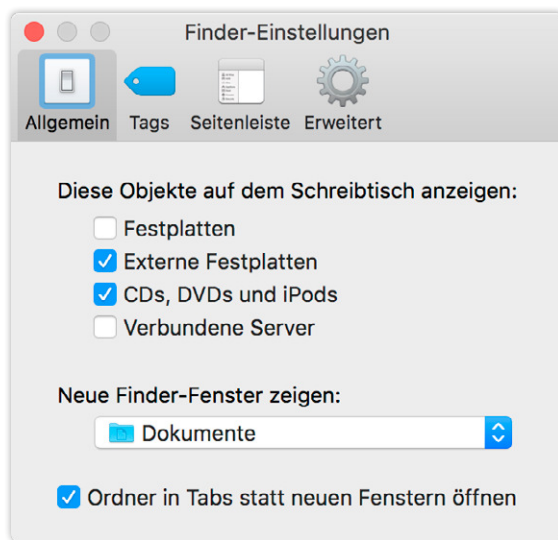 Finder-Einstellungen
Allgemein Tags Seitenleiste Erweitert
Diese Objekte auf dem Schreibtisch anzeigen:
Festplatten
Externe Festplatten
CDs, DVDs und iPods
Verbundene Server
Neue Finder-Fenster zeigen:
Dokumente
Ordner in Tabs statt neuen Fenstern öffnen